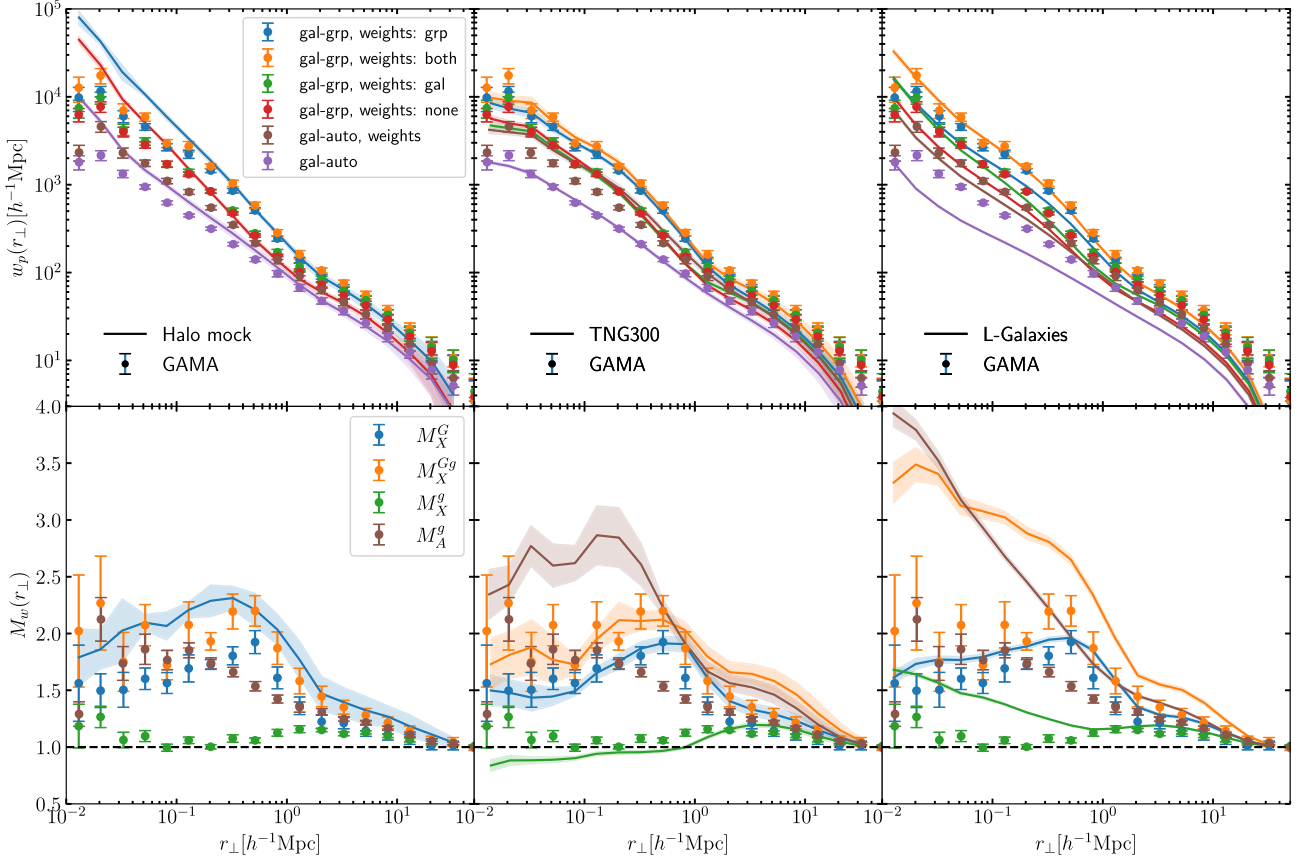 10^5
10^4
10^3
10^2
10^1
w_p(r_⊥)[h^{-1}Mpc]
gal-grp, weights: grp
gal-grp, weights: both
gal-grp, weights: gal
gal-grp, weights: none
gal-auto, weights
gal-auto
Halo mock
GAMA
TNG300
GAMA
L-Galaxies
GAMA
4.0
3.5
3.0
2.5
2.0
1.5
1.0
0.5
M_w(r_⊥)
M_X^G
M_X^{Gg}
M_X^g
M_A^g
10^{-2} 10^{-1} 10^0 10^1 10^{-2} 10^{-1} 10^0 10^1 10^{-2} 10^{-1} 10^0 10^1
r_⊥[h^{-1}Mpc] r_⊥[h^{-1}Mpc] r_⊥[h^{-1}Mpc]